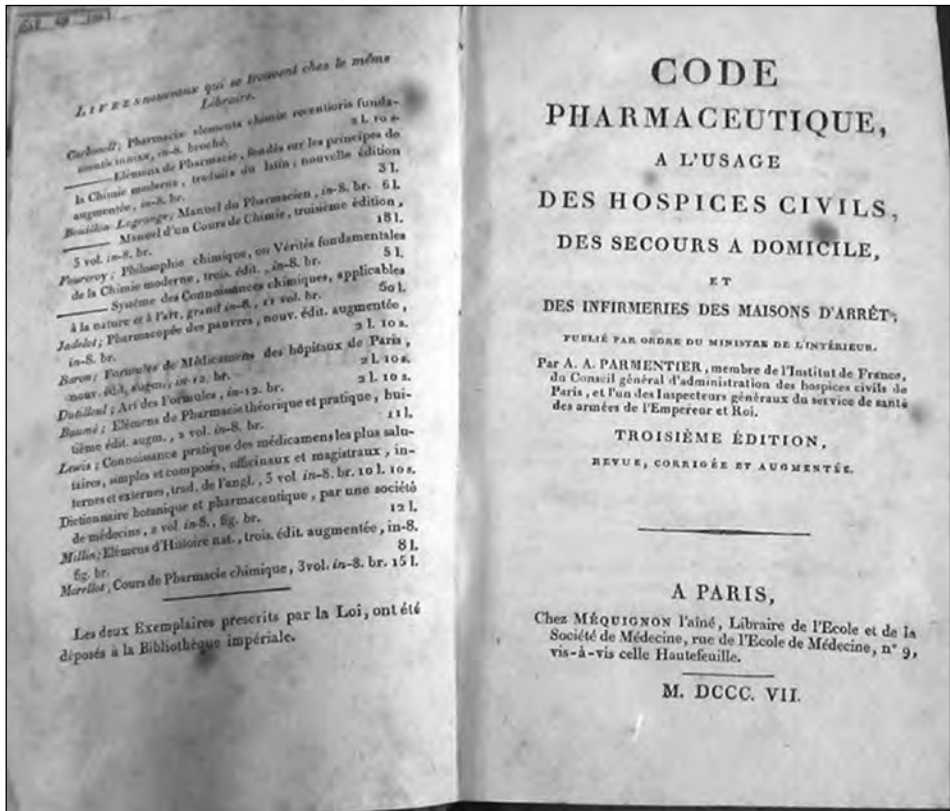 LIVRES nouveaux qui se trouvent chez le même
Libraire.
Carbonell; Pharmaciæ elementa chimiæ recentioris funda-
mentis innixa, in-8. broché. 2 l. 10 s.
Elémens de Pharmacie, fondés sur les principes de
la Chimie moderne, traduits du latin; nouvelle édition
augmentée, in-8. br. 3 l.
Bouillon-Lagrange; Manuel du Pharmacien, in-8. br. 6 l.
Manuel d'un Cours de Chimie, troisième édition,
3 vol. in-8. br. 18 l.
Fourcroy; Philosophie chimique, ou Vérités fundamentales
de la Chimie moderne, trois. édit., in-8. br. 5 l.
Système des Connaissances chimiques, applicables
à la nature et à l'art, grand in-8., 11 vol. br. 50 l.
Jadelot; Pharmacopée des pauvres, nouv. édit. augmentée,
in-8. br. 2 l. 10 s.
Baron; Formules de Médicamens des hôpitaux de Paris,
nouv. édit. augm., in-12. br. 2 l. 10 s.
Dutilloul; Art des Formules, in-12. br. 2 l. 10 s.
Baumé; Elémens de Pharmacie théorique et pratique, hui-
tième édit. augm., 2 vol. in-8. br. 11 l.
Lewis; Connoissance pratique des médicamens les plus salu-
taires, simples et composés, officinaux et magistraux, in-
ternes et externes, trad. de l'angl., 3 vol. in-8. br. 10 l. 10 s.
Dictionnaire botanique et pharmaceutique, par une société
de médecins, 2 vol. in-8., fig. br. 12 l.
Millin; Elémens d'Histoire nat., trois. édit. augmentée, in-8.
fig. br. 8 l.
Morellot, Cours de Pharmacie chimique, 3 vol. in-8. br. 15 l.
Les deux Exemplaires prescrits par la Loi, ont été
déposés à la Bibliothèque impériale.
CODE
PHARMACEUTIQUE,
A L'USAGE
DES HOSPICES CIVILS,
DES SECOURS A DOMICILE,
ET
DES INFIRMERIES DES MAISONS D'ARRÊT;
PUBLIÉ PAR ORDRE DU MINISTRE DE L'INTÉRIEUR.
Par A. A. PARMENTIER, membre de l'Institut de France,
du Conseil général d'administration des hospices civils de
Paris, et l'un des Inspecteurs généraux du service de santé
des armées de l'Empereur et Roi.
TROISIÈME ÉDITION,
REVUE, CORRIGÉE ET AUGMENTÉE.
A PARIS,
Chez MÉQUIGNON l'aîné, Libraire de l'Ecole et de la
Société de Médecine, rue de l'Ecole de Médecine, n° 9,
vis-à-vis celle Hautefeuille.
M. DCCC. VII.